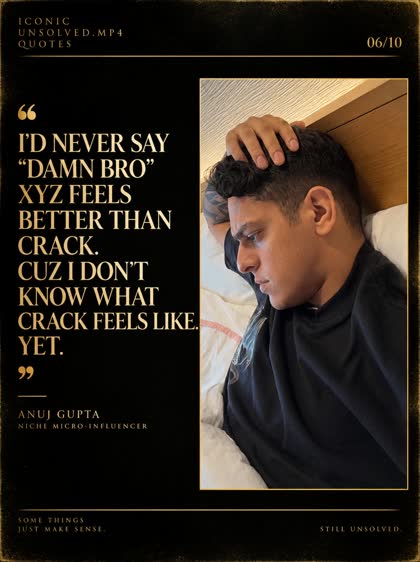 ICONIC
UNSOLVED.MP4
QUOTES
06/10
“
I'D NEVER SAY
“DAMN BRO”
XYZ FEELS
BETTER THAN
CRACK.
CUZ I DON'T
KNOW WHAT
CRACK FEELS LIKE.
YET.
”
ANUJ GUPTA
NICHE MICRO-INFLUENCER
SOME THINGS
JUST MAKE SENSE.
STILL UNSOLVED.